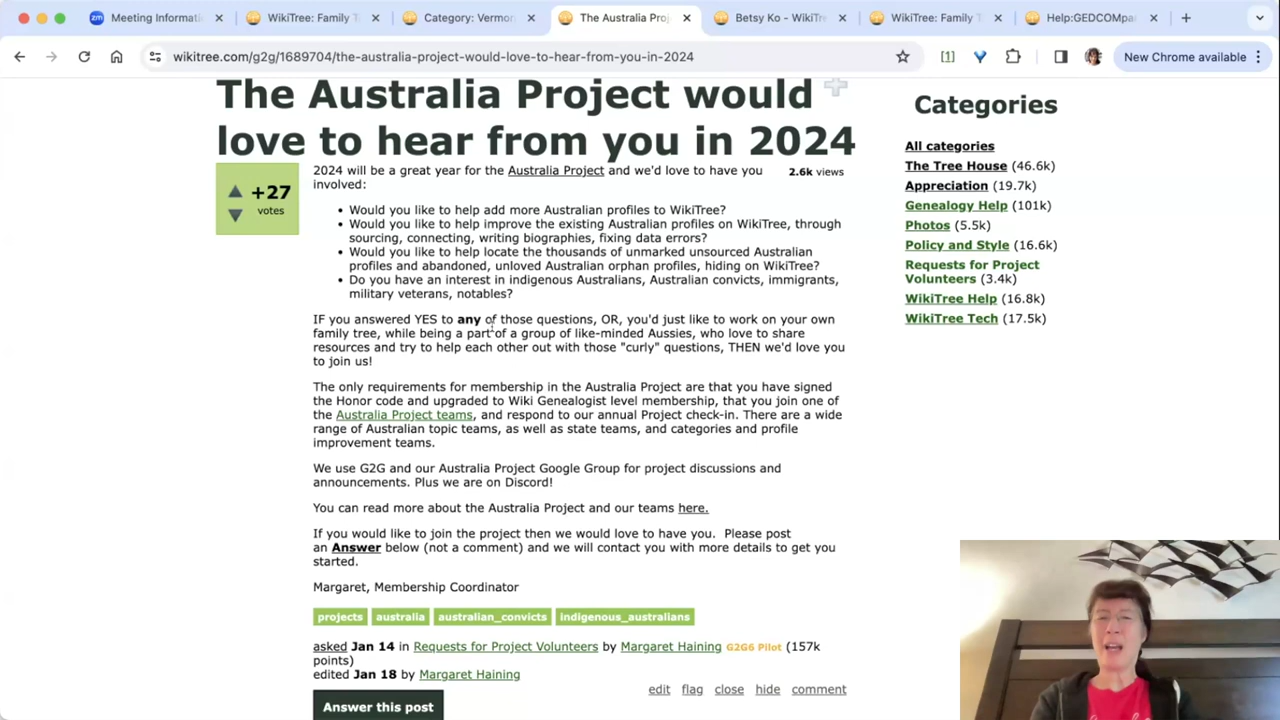 Meeting Informati
WikiTree: Family T
Category: Vermon
The Australia Proj
Betsy Ko - WikiTre
WikiTree: Family T
Help:GEDCOMpa
wikitree.com/g2g/1689704/the-australia-project-would-love-to-hear-from-you-in-2024
New Chrome available
The Australia Project would
love to hear from you in 2024
+27
votes
2024 will be a great year for the Australia Project and we'd love to have you
involved:
2.6k views
• Would you like to help add more Australian profiles to WikiTree?
• Would you like to help improve the existing Australian profiles on WikiTree, through
sourcing, connecting, writing biographies, fixing data errors?
• Would you like to help locate the thousands of unmarked unsourced Australian
profiles and abandoned, unloved Australian orphan profiles, hiding on WikiTree?
• Do you have an interest in indigenous Australians, Australian convicts, immigrants,
military veterans, notables?
IF you answered YES to any of those questions, OR, you'd just like to work on your own
family tree, while being a part of a group of like-minded Aussies, who love to share
resources and try to help each other out with those "curly" questions, THEN we'd love you
to join us!
The only requirements for membership in the Australia Project are that you have signed
the Honor code and upgraded to Wiki Genealogist level membership, that you join one of
the Australia Project teams, and respond to our annual Project check-in. There are a wide
range of Australian topic teams, as well as state teams, and categories and profile
improvement teams.
We use G2G and our Australia Project Google Group for project discussions and
announcements. Plus we are on Discord!
You can read more about the Australia Project and our teams here.
If you would like to join the project then we would love to have you. Please post
an Answer below (not a comment) and we will contact you with more details to get you
started.
Margaret, Membership Coordinator
projects australia australian_convicts indigenous_australians
asked Jan 14 in Requests for Project Volunteers by Margaret Haining G2G6 Pilot (157k
points)
edited Jan 18 by Margaret Haining
edit flag close hide comment
Answer this post
Categories
All categories
The Tree House (46.6k)
Appreciation (19.7k)
Genealogy Help (101k)
Photos (5.5k)
Policy and Style (16.6k)
Requests for Project
Volunteers (3.4k)
WikiTree Help (16.8k)
WikiTree Tech (17.5k)